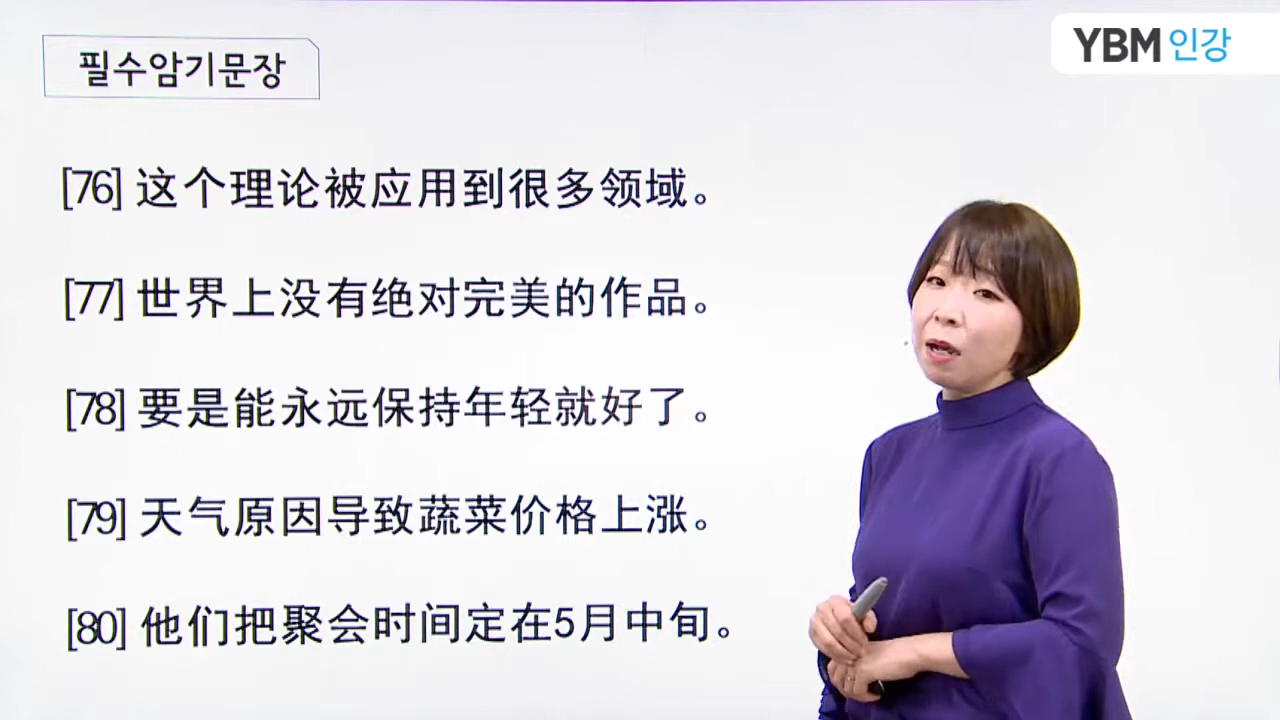 필수암기문장
YBM 인강
[76] 这个理论被应用到很多领域。
[77] 世界上没有绝对完美的作品。
[78] 要是能永远保持年轻就好了。
[79] 天气原因导致蔬菜价格上涨。
[80] 他们把聚会时间定在5月中旬。